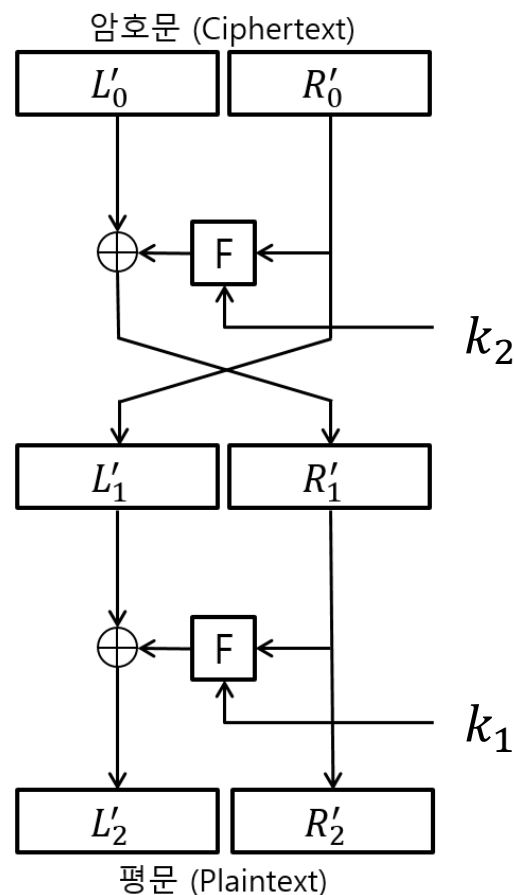 암호문 (Ciphertext)
L′₀ R′₀
F
k₂
L′₁ R′₁
F
k₁
L′₂ R′₂
평문 (Plaintext)